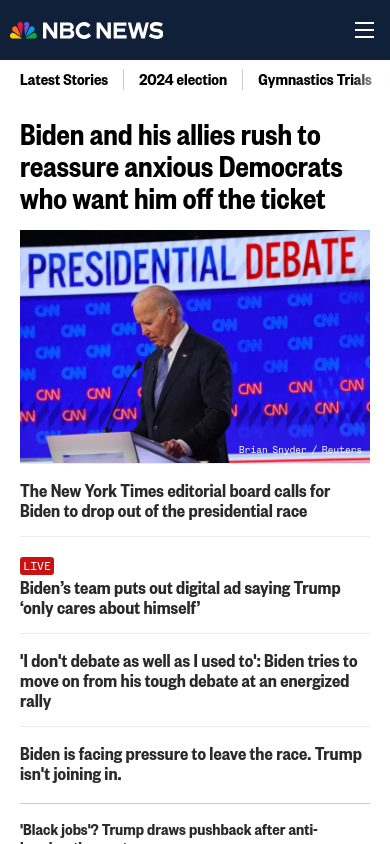 NBC NEWS
Latest Stories
2024 election
Gymnastics Trials
Biden and his allies rush to
reassure anxious Democrats
who want him off the ticket
PRESIDENTIAL DEBATE
CNN CNN CNN CNN
CNN CNN CNN
Brian Snyder / Reuters
The New York Times editorial board calls for
Biden to drop out of the presidential race
LIVE
Biden’s team puts out digital ad saying Trump
‘only cares about himself’
'I don't debate as well as I used to': Biden tries to
move on from his tough debate at an energized
rally
Biden is facing pressure to leave the race. Trump
isn't joining in.
'Black jobs'? Trump draws pushback after anti-